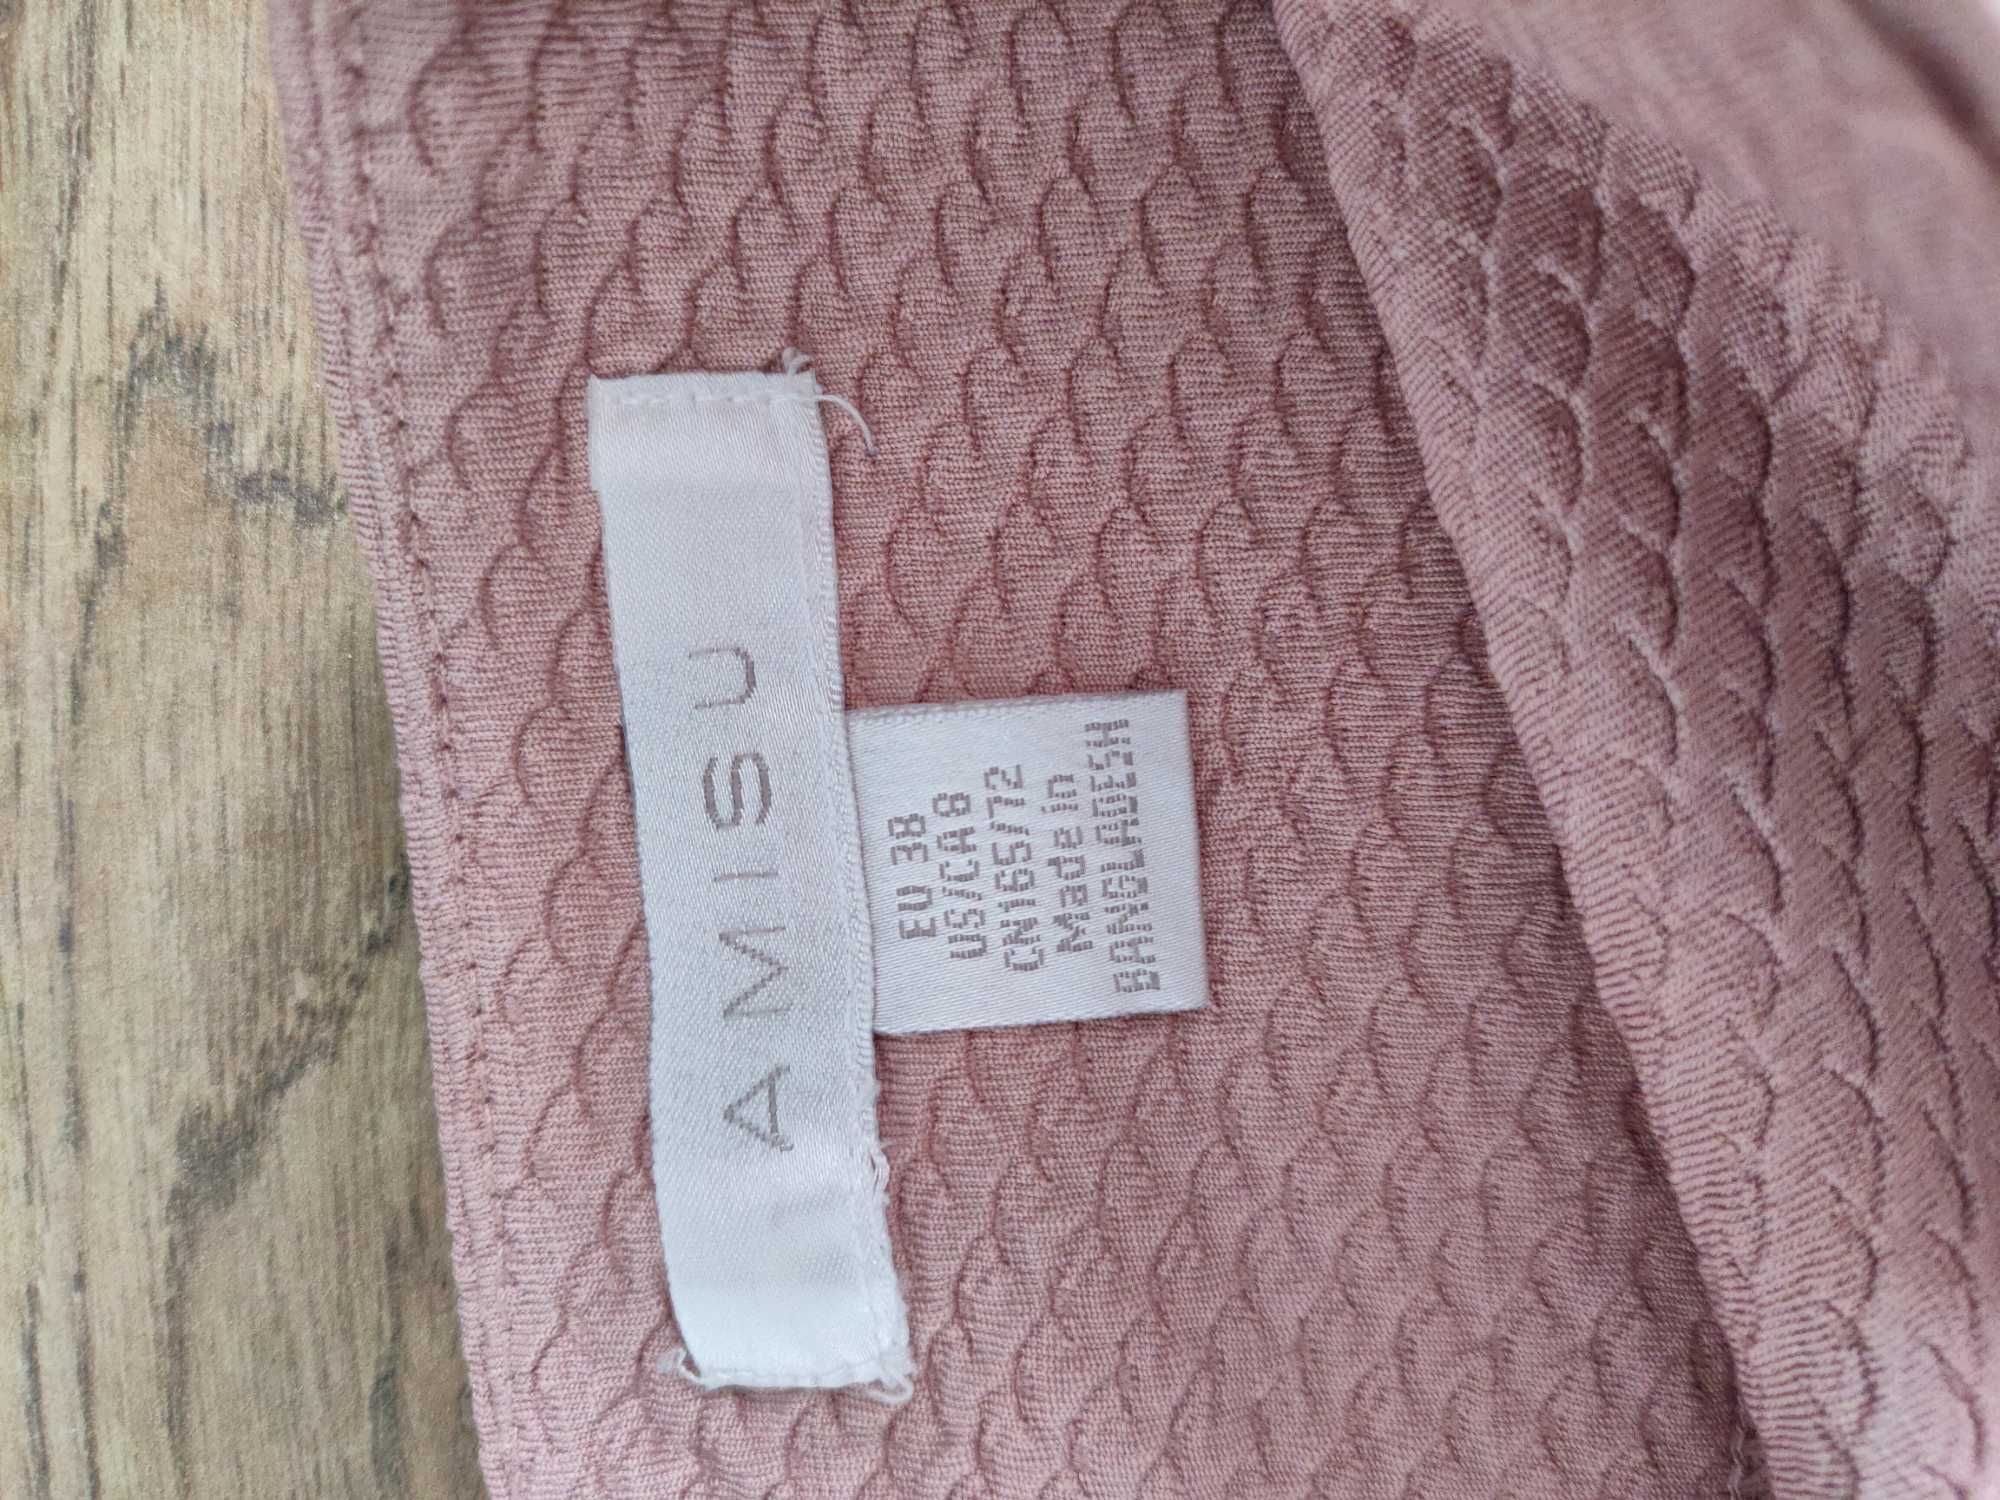 AMISU
EU 38
US/CA 8
CN165/72
Made in
BANGLADESH